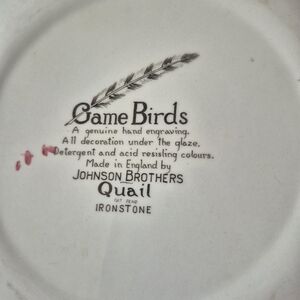 Game Birds
A genuine hand engraving.
All decoration under the glaze.
Detergent and acid resisting colours.
Made in England by
JOHNSON BROTHERS
Quail
IRONSTONE